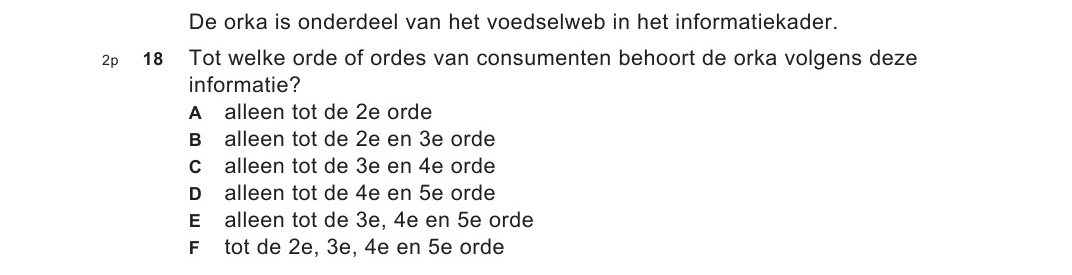 De orka is onderdeel van het voedselweb in het informatiekader.
2p 18 Tot welke orde of ordes van consumenten behoort de orka volgens deze
informatie?
A alleen tot de 2e orde
B alleen tot de 2e en 3e orde
C alleen tot de 3e en 4e orde
D alleen tot de 4e en 5e orde
E alleen tot de 3e, 4e en 5e orde
F tot de 2e, 3e, 4e en 5e orde